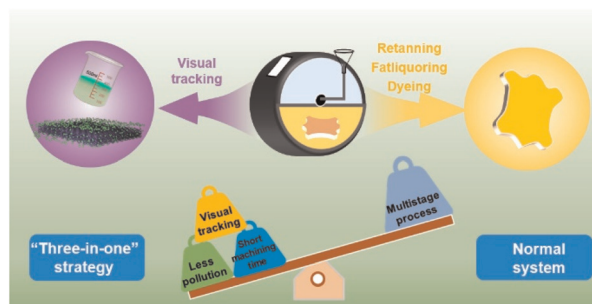 Visual
tracking
Retanning
Fatliquoring
Dyeing
Visual
tracking
Less
pollution
Short
machining
time
Multistage
process
“Three-in-one”
strategy
Normal
system